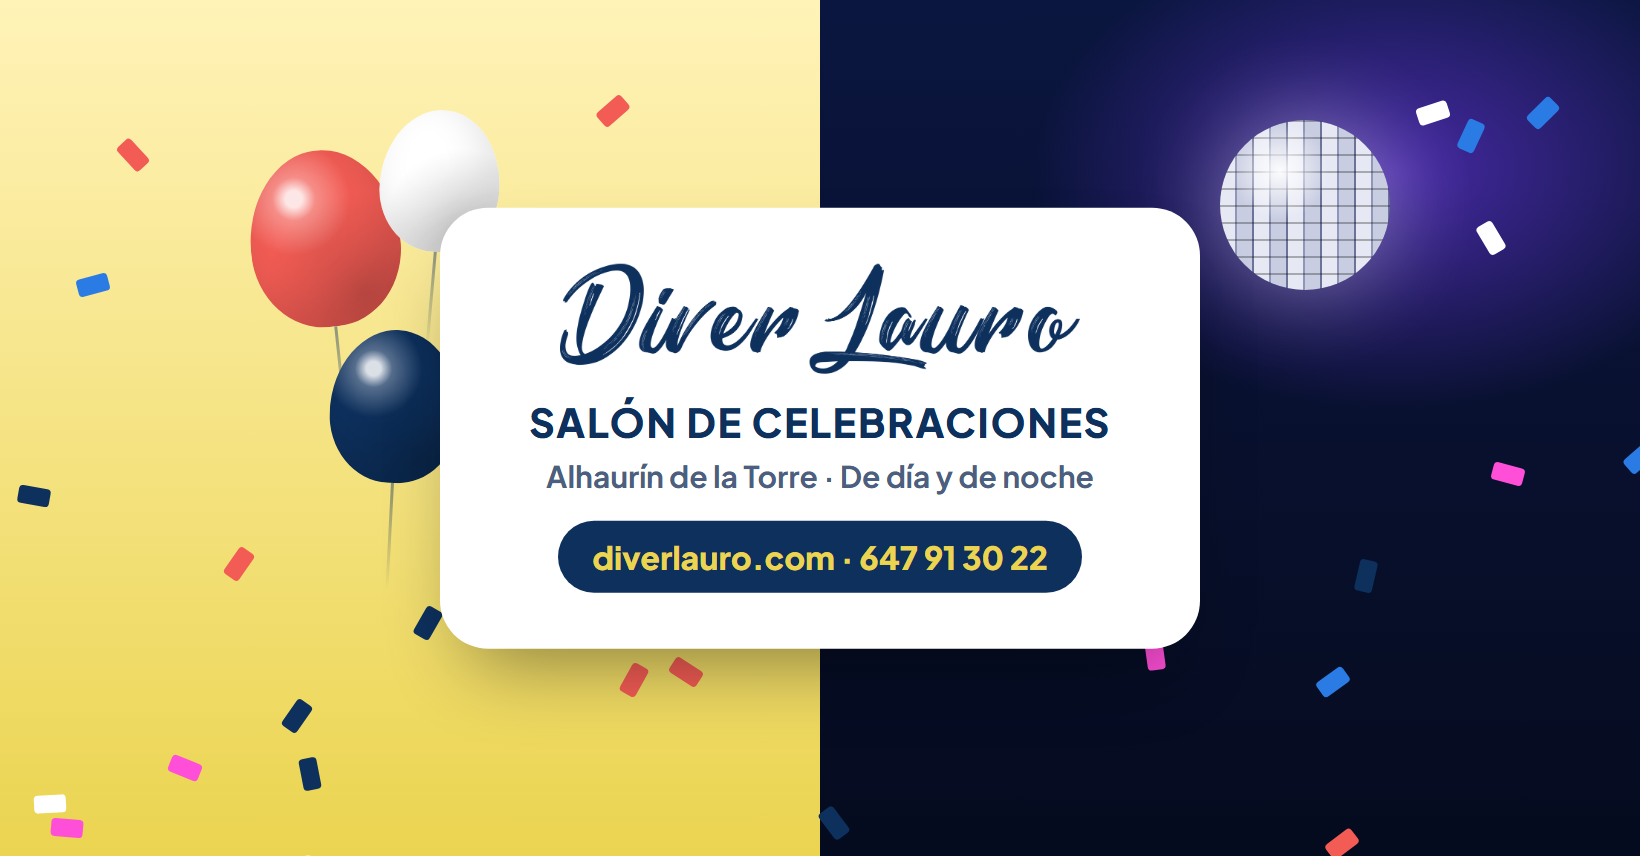 Diver Lauro
SALÓN DE CELEBRACIONES
Alhaurín de la Torre · De día y de noche
diverlauro.com · 647 91 30 22